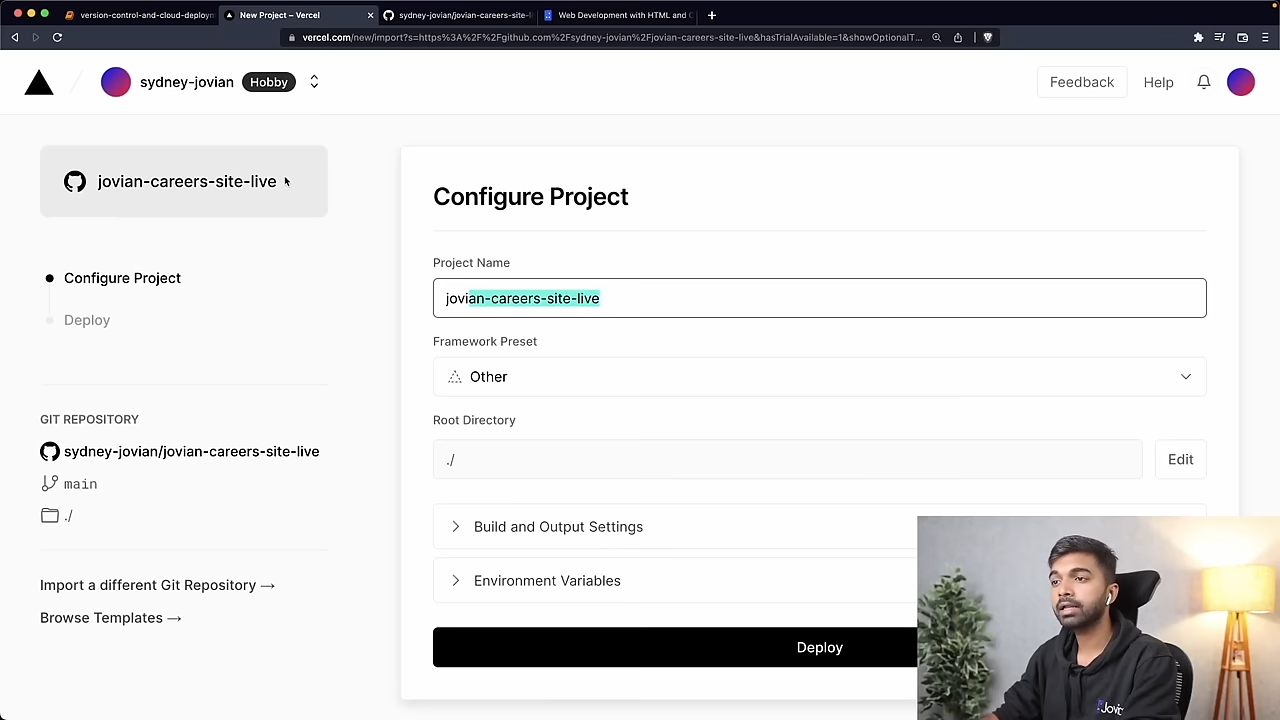 version-control-and-cloud-deploym
New Project – Vercel
sydney-jovian/jovian-careers-site-l
Web Development with HTML and C
vercel.com/new/import?s=https%3A%2F%2Fgithub.com%2Fsydney-jovian%2Fjovian-careers-site-live&hasTrialAvailable=1&showOptionalT...
sydney-jovian
Hobby
Feedback
Help
jovian-careers-site-live
Configure Project
Deploy
GIT REPOSITORY
sydney-jovian/jovian-careers-site-live
main
./
Import a different Git Repository →
Browse Templates →
Configure Project
Project Name
jovian-careers-site-live
Framework Preset
Other
Root Directory
./
Edit
Build and Output Settings
Environment Variables
Deploy